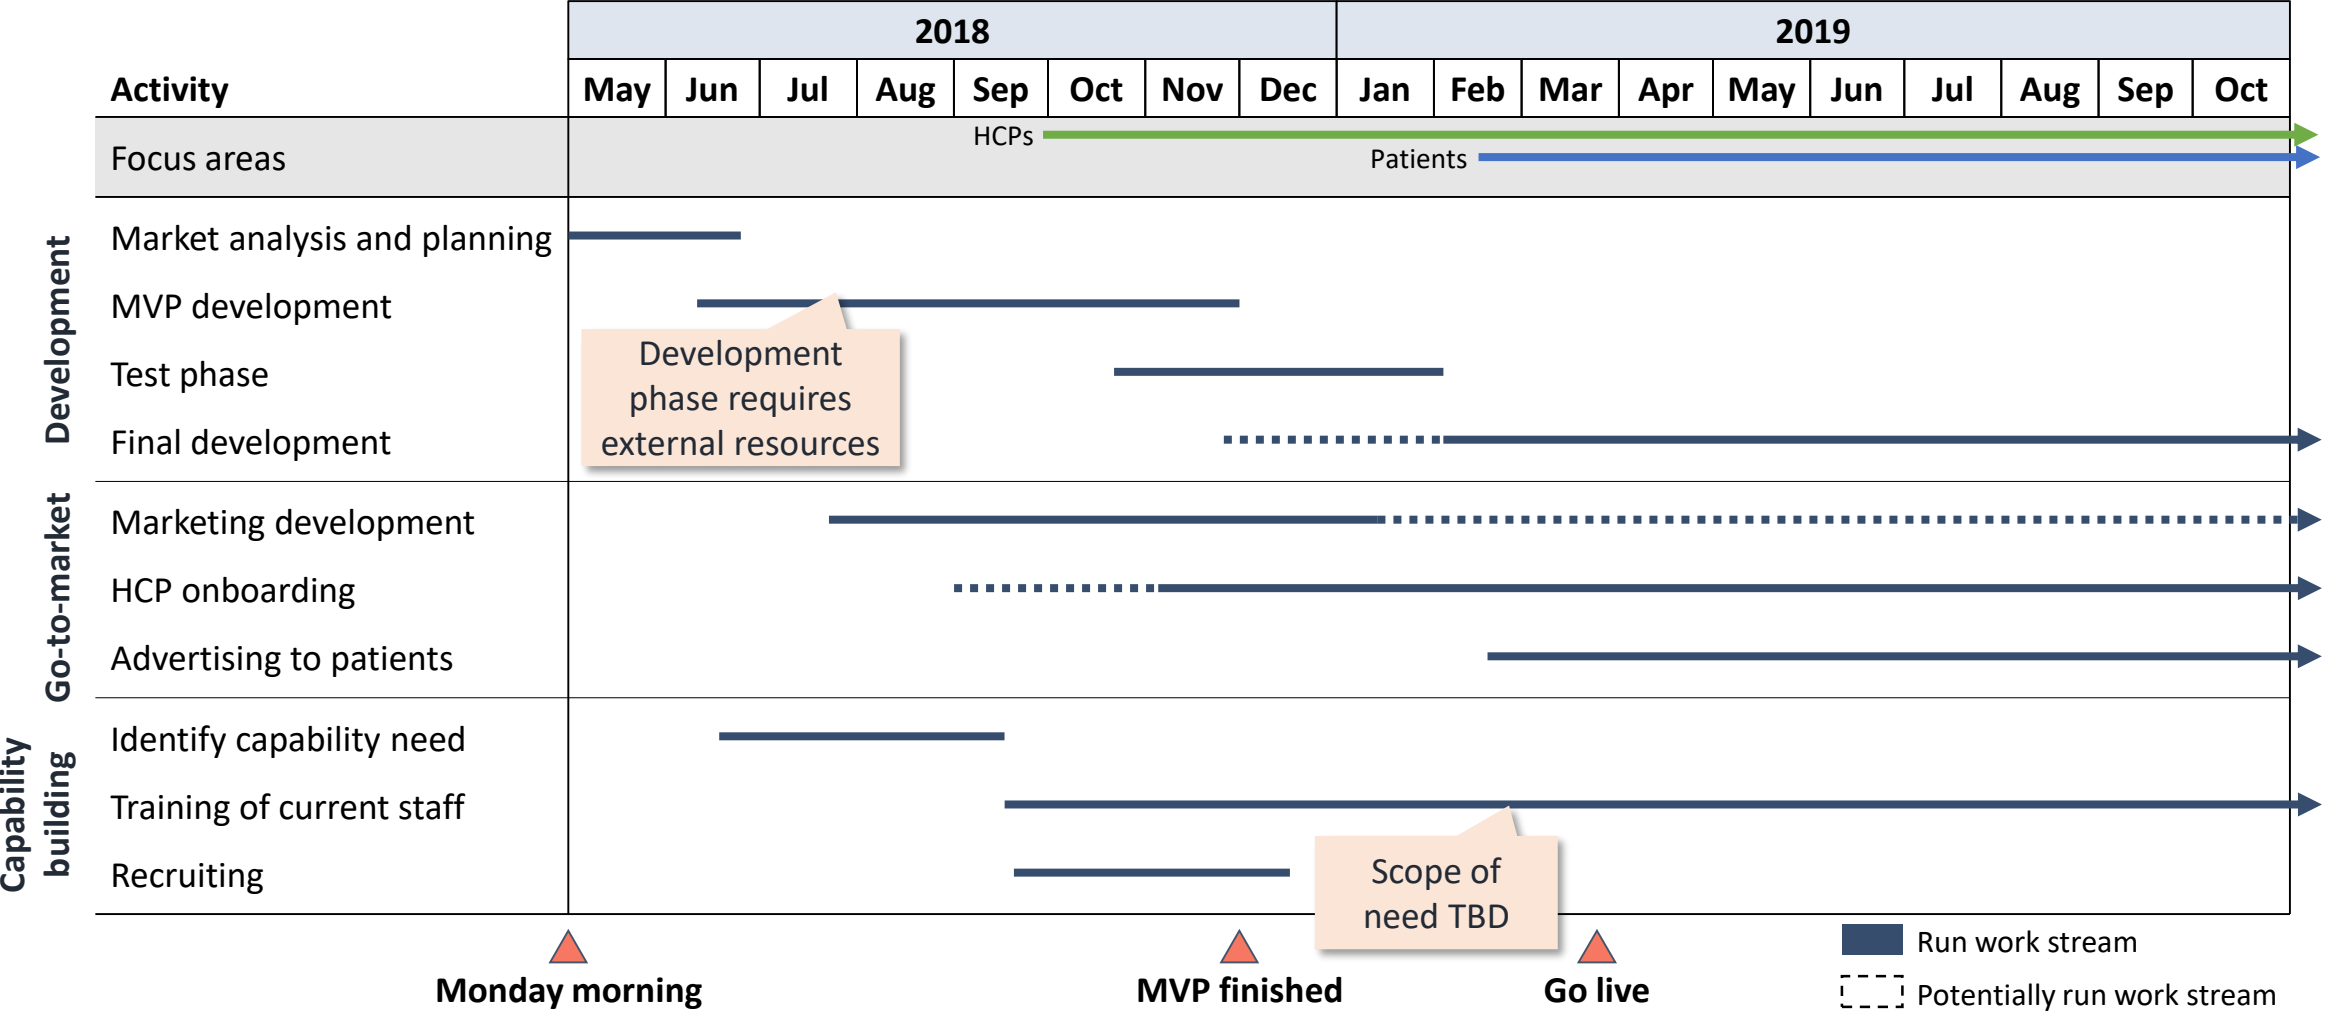 2018
2019
Activity
May Jun Jul Aug Sep Oct Nov Dec Jan Feb Mar Apr May Jun Jul Aug Sep Oct
Focus areas
HCPs
Patients
Development
Market analysis and planning
MVP development
Development
phase requires
external resources
Test phase
Final development
Go-to-market
Marketing development
HCP onboarding
Advertising to patients
Capability
building
Identify capability need
Training of current staff
Scope of
need TBD
Recruiting
Monday morning
MVP finished
Go live
Run work stream
Potentially run work stream